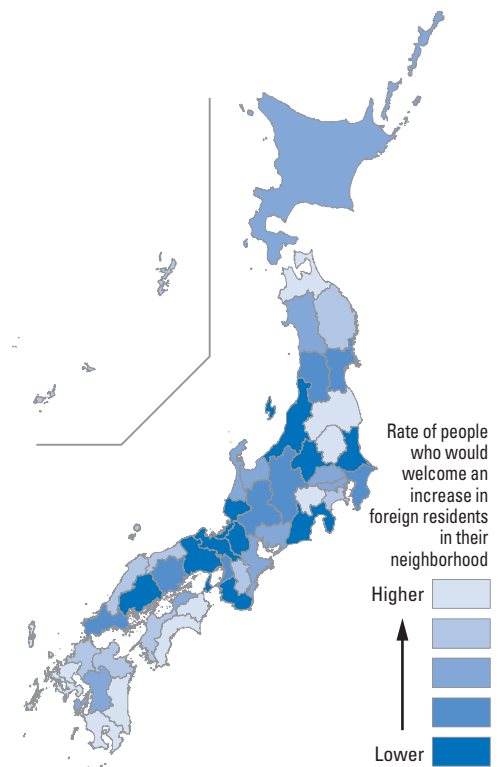 Rate of people
who would
welcome an
increase in
foreign residents
in their
neighborhood
Higher
Lower